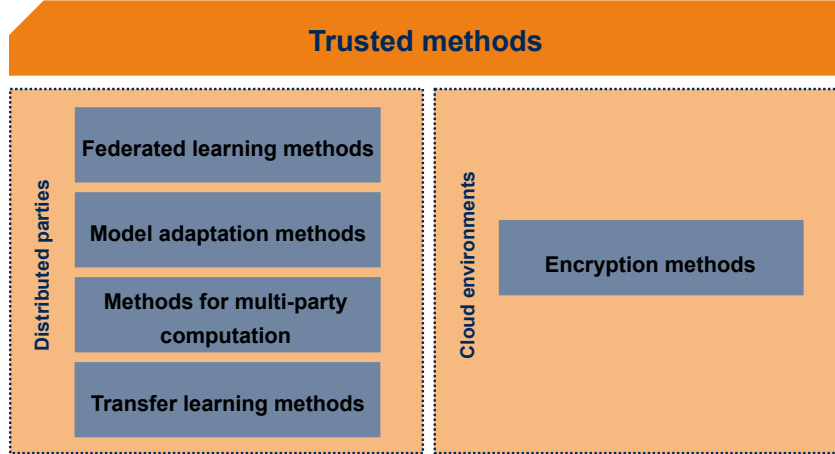 Trusted methods
Distributed parties
Federated learning methods
Model adaptation methods
Methods for multi-party
computation
Transfer learning methods
Cloud environments
Encryption methods